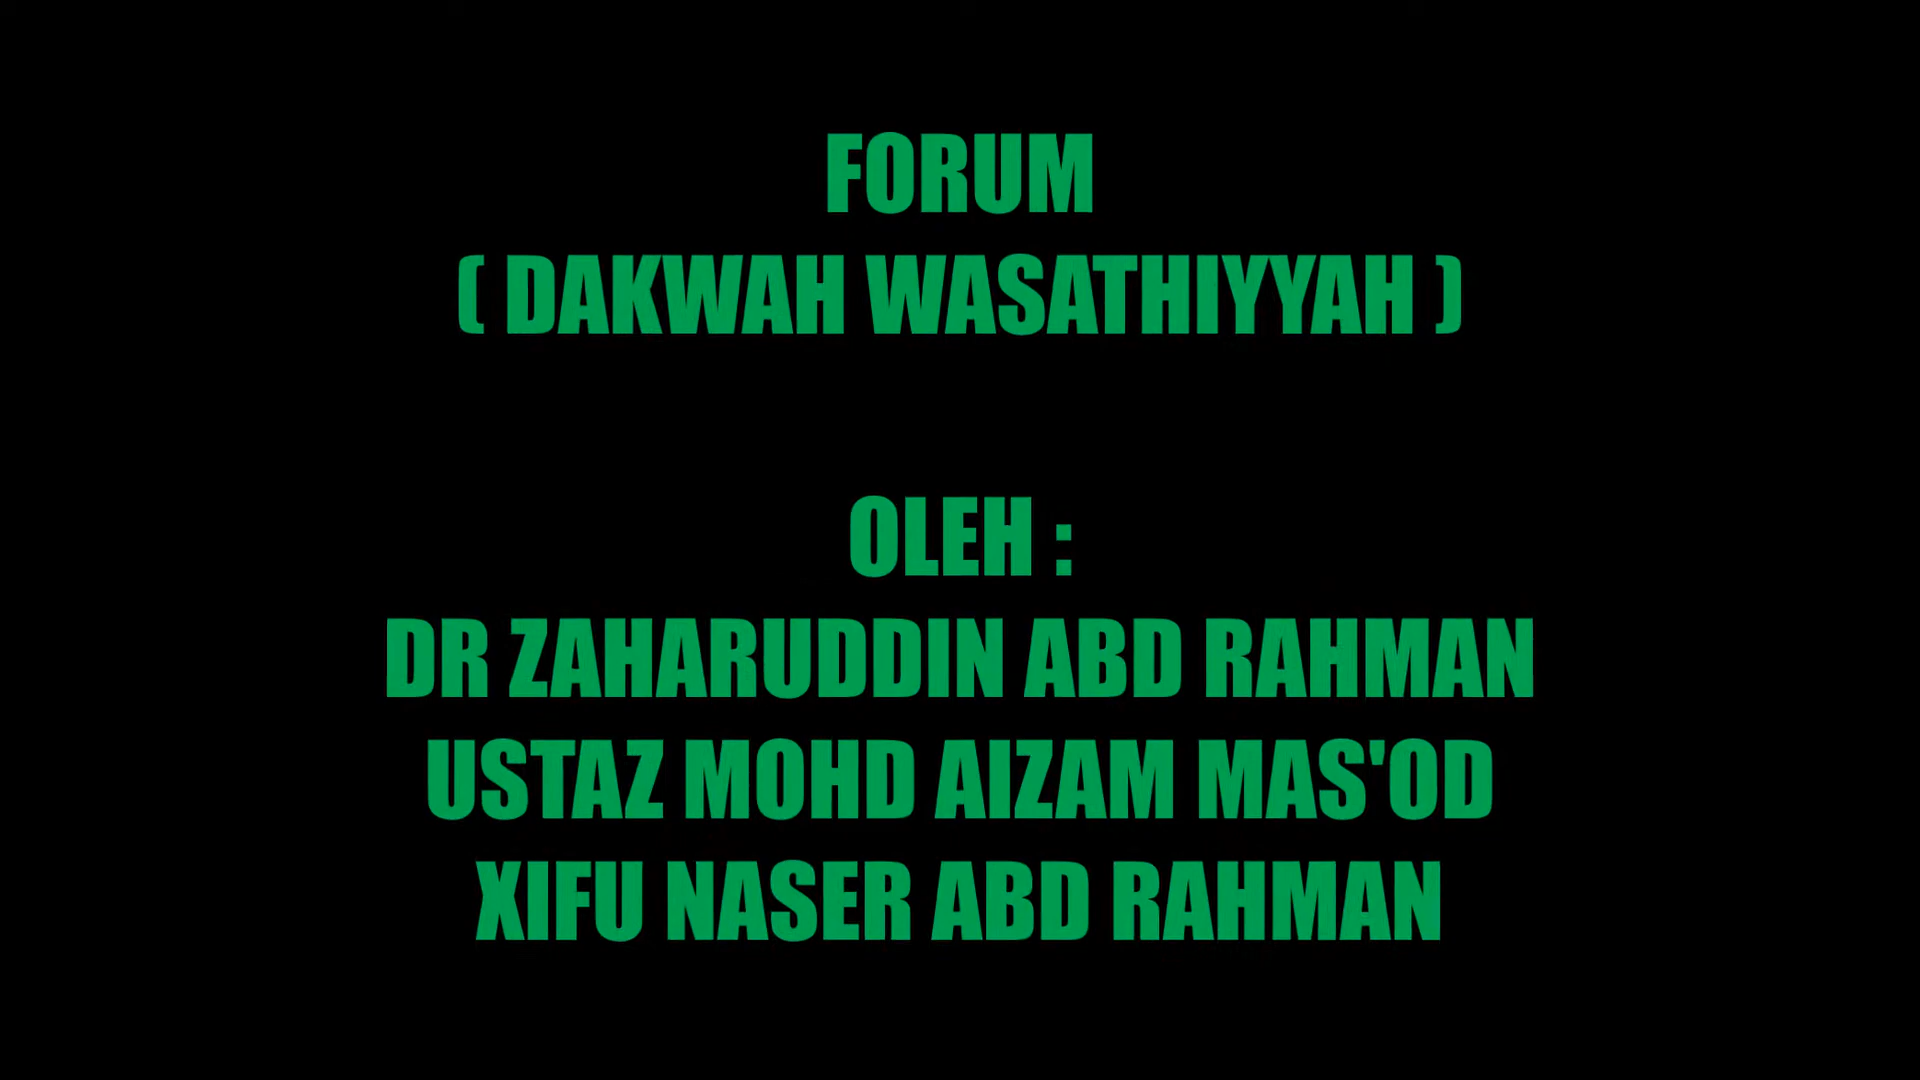 FORUM
( DAKWAH WASATHIYYAH )
OLEH :
DR ZAHARUDDIN ABD RAHMAN
USTAZ MOHD AIZAM MAS'OD
XIFU NASER ABD RAHMAN